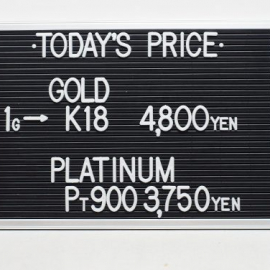 ·TODAY'S PRICE·
GOLD
1G→ K18 4,800YEN
PLATINUM
PT900 3,750YEN